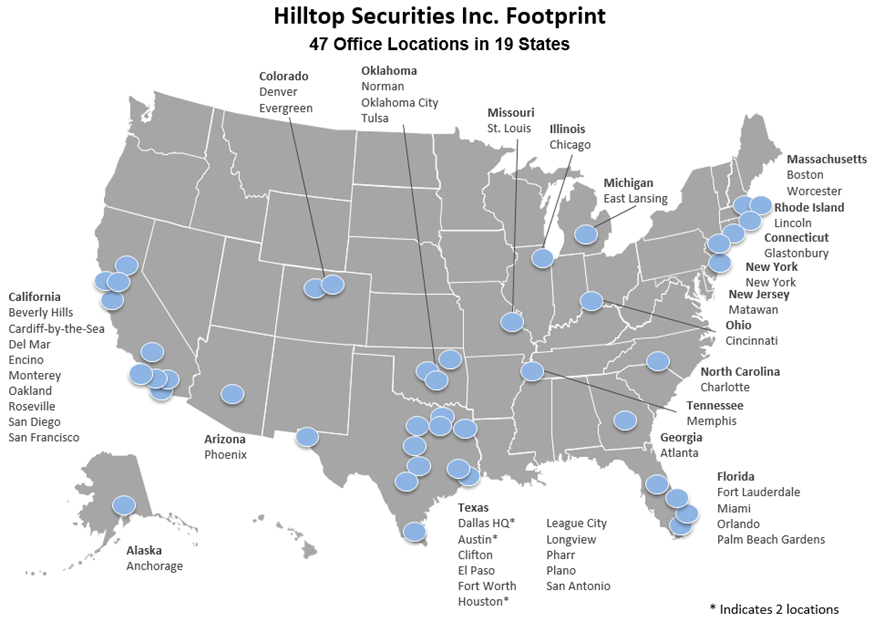 Hilltop Securities Inc. Footprint
47 Office Locations in 19 States
Colorado
Denver
Evergreen
Oklahoma
Norman
Oklahoma City
Tulsa
Missouri
St. Louis
Illinois
Chicago
Michigan
East Lansing
Massachusetts
Boston
Worcester
Rhode Island
Lincoln
Connecticut
Glastonbury
New York
New York
New Jersey
Matawan
Ohio
Cincinnati
North Carolina
Charlotte
Tennessee
Memphis
Georgia
Atlanta
Florida
Fort Lauderdale
Miami
Orlando
Palm Beach Gardens
California
Beverly Hills
Cardiff-by-the-Sea
Del Mar
Encino
Monterey
Oakland
Roseville
San Diego
San Francisco
Arizona
Phoenix
Alaska
Anchorage
Texas
Dallas HQ*
Austin*
Clifton
El Paso
Fort Worth
Houston*
League City
Longview
Pharr
Plano
San Antonio
* Indicates 2 locations